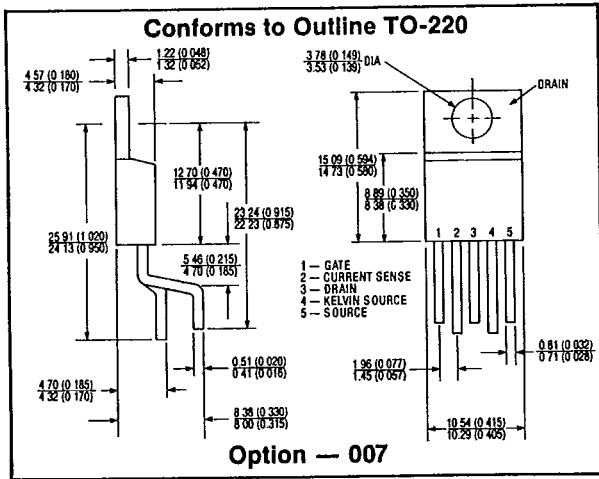 Conforms to Outline TO-220
1.22 (0 048)
1 32 (0 052)
4 57 (0 180)
4 32 (0 170)
3.78 (0 149)
3.53 (0 139)
DIA
DRAIN
12 70 (0 470)
11 94 (0 470)
15 09 (0 594)
14 73 (0 580)
8 89 (0 350)
8 38 (0 330)
23 24 (0 915)
22 23 (0 875)
25 91 (1 020)
24 13 (0 950)
5 46 (0 215)
4 70 (0 185)
1 2 3 4 5
1 — GATE
2 — CURRENT SENSE
3 — DRAIN
4 — KELVIN SOURCE
5 — SOURCE
0.51 (0 020)
0 41 (0 016)
1 96 (0 077)
1.45 (0 057)
0.81 (0 032)
0 71 (0 028)
4 70 (0 185)
4 32 (0 170)
8 38 (0 330)
8 00 (0 315)
10 54 (0 415)
10 29 (0 405)
Option — 007